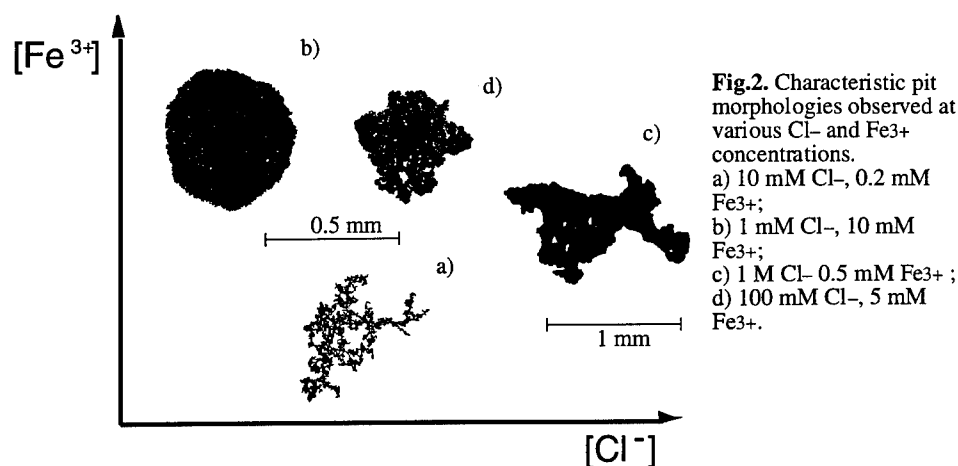 [Fe 3+]
b)
d)
c)
0.5 mm
a)
1 mm
[Cl -]
Fig.2. Characteristic pit
morphologies observed at
various Cl– and Fe3+
concentrations.
a) 10 mM Cl–, 0.2 mM
Fe3+;
b) 1 mM Cl–, 10 mM
Fe3+;
c) 1 M Cl– 0.5 mM Fe3+ ;
d) 100 mM Cl–, 5 mM
Fe3+.